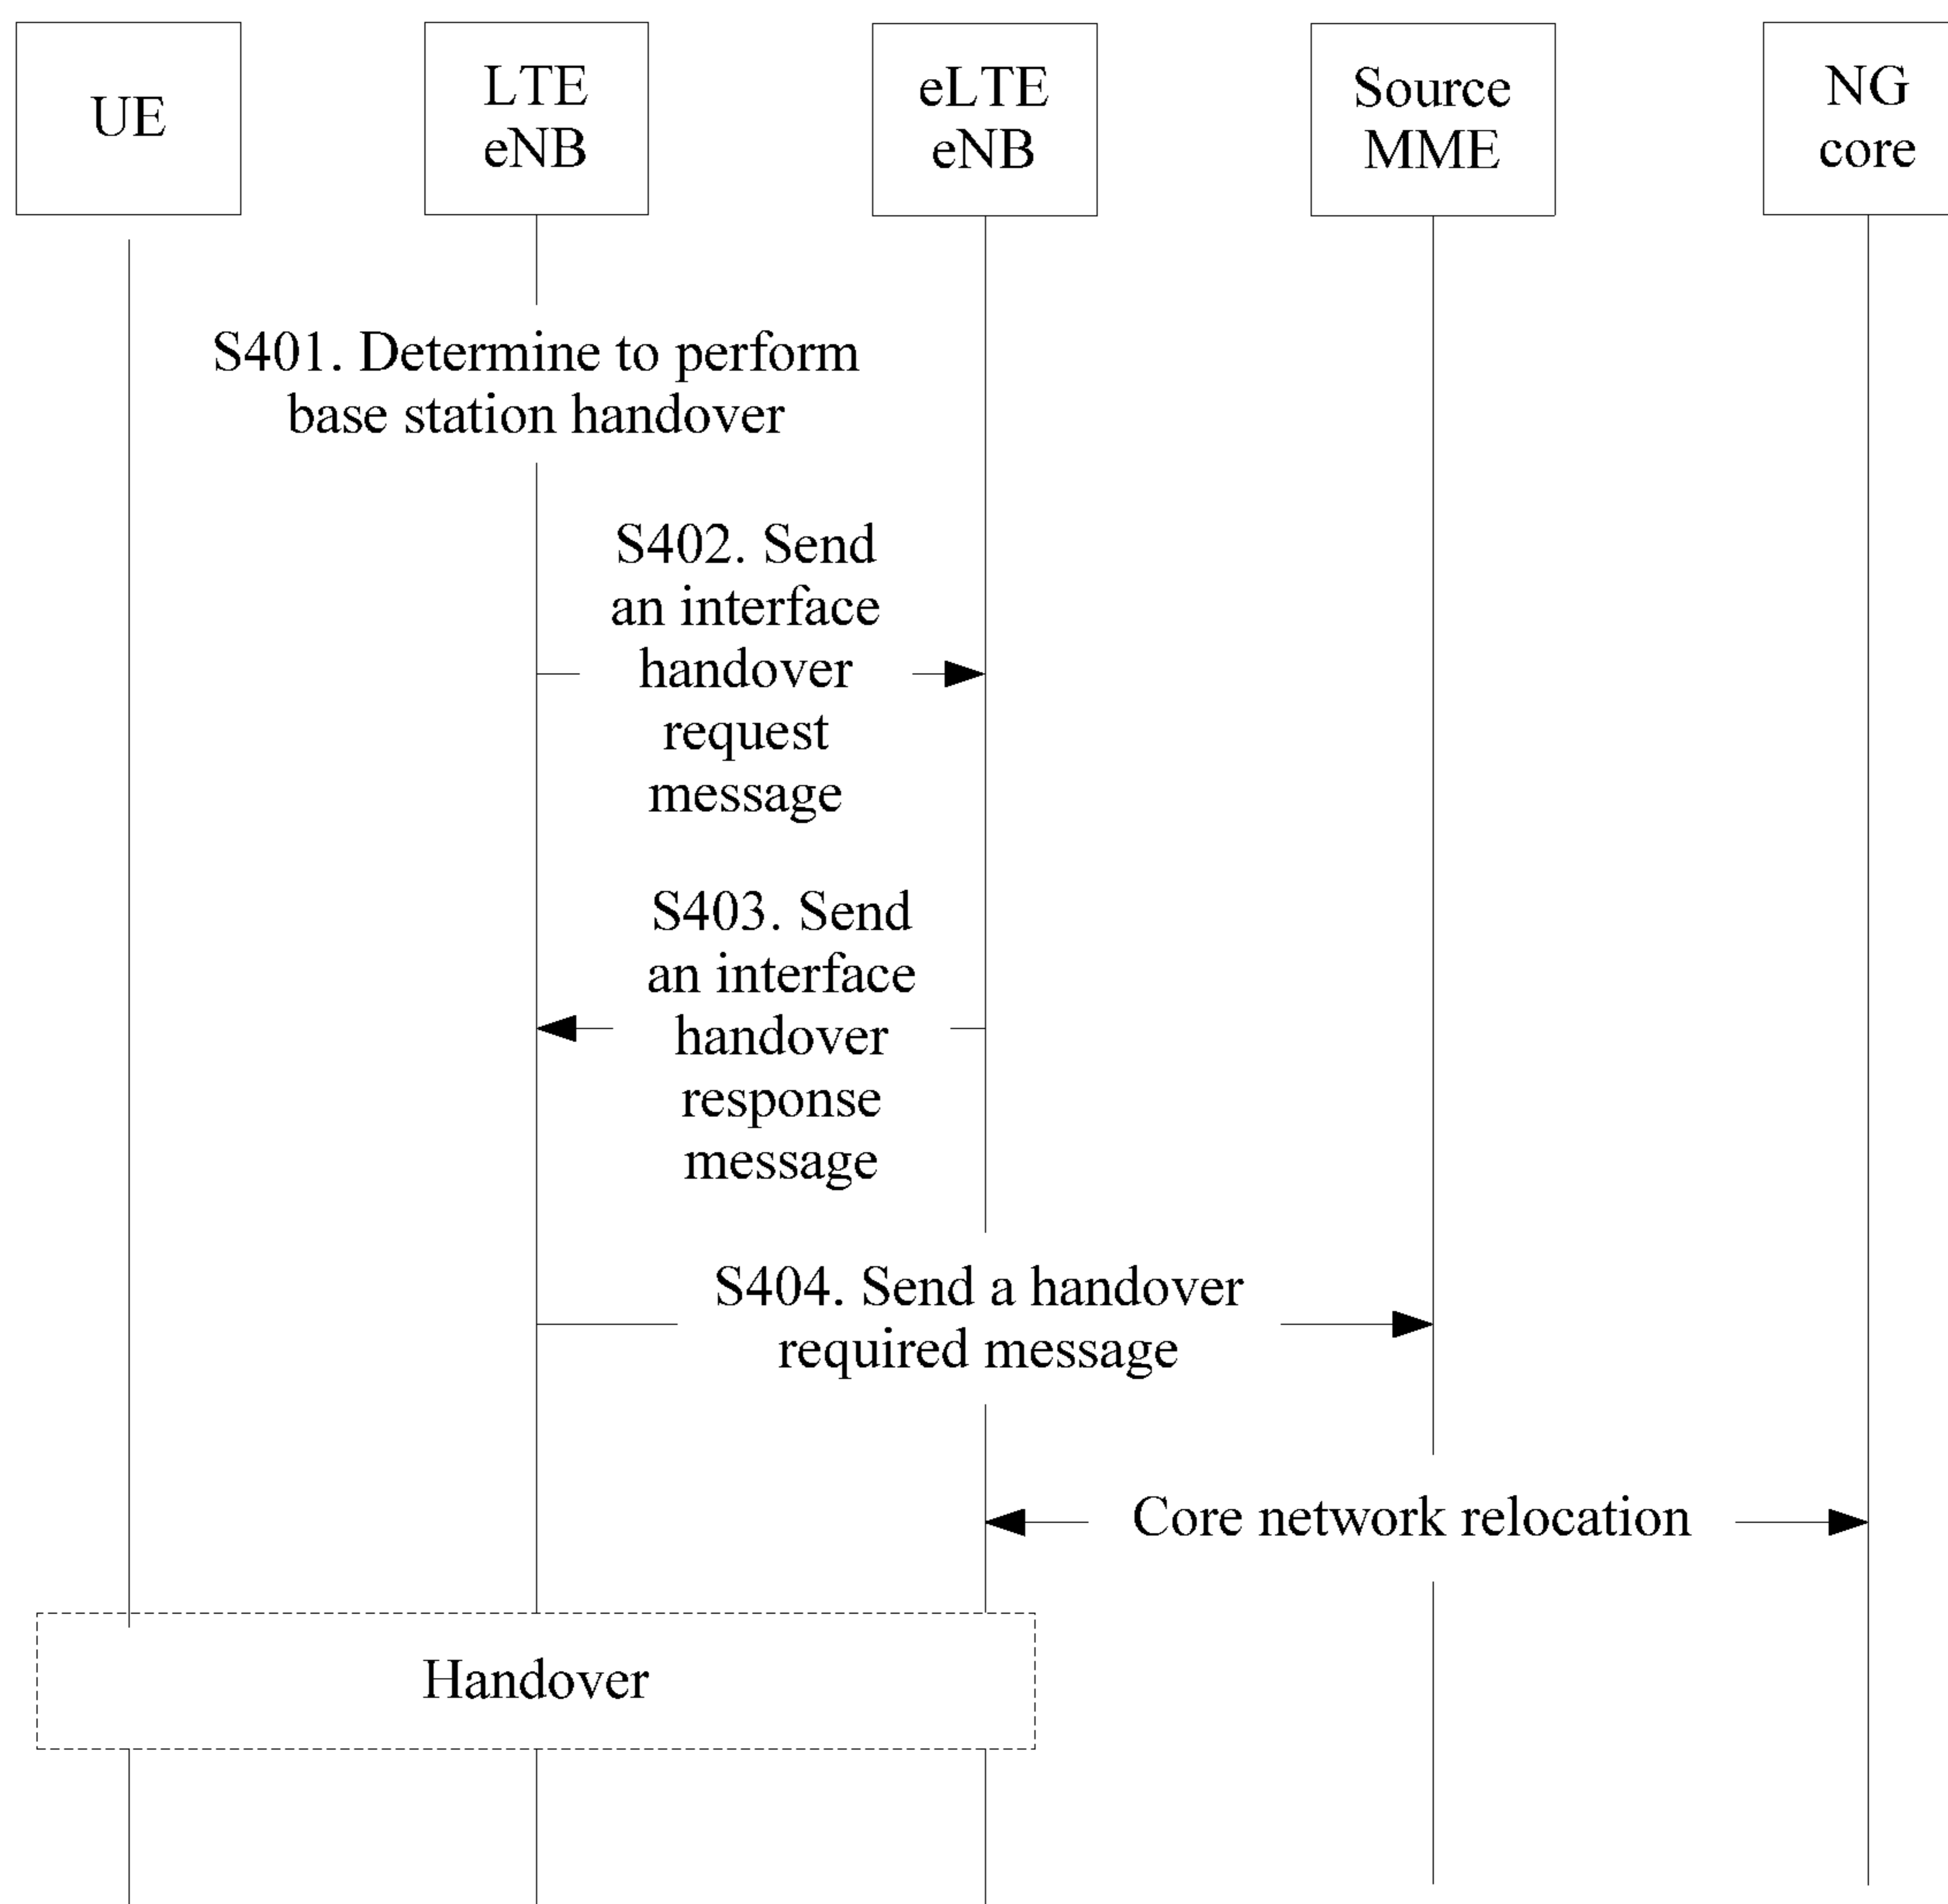 UE
LTE
eNB
eLTE
eNB
Source
MME
NG
core
S401. Determine to perform
base station handover
S402. Send
an interface
handover
request
message
S403. Send
an interface
handover
response
message
S404. Send a handover
required message
Core network relocation
Handover